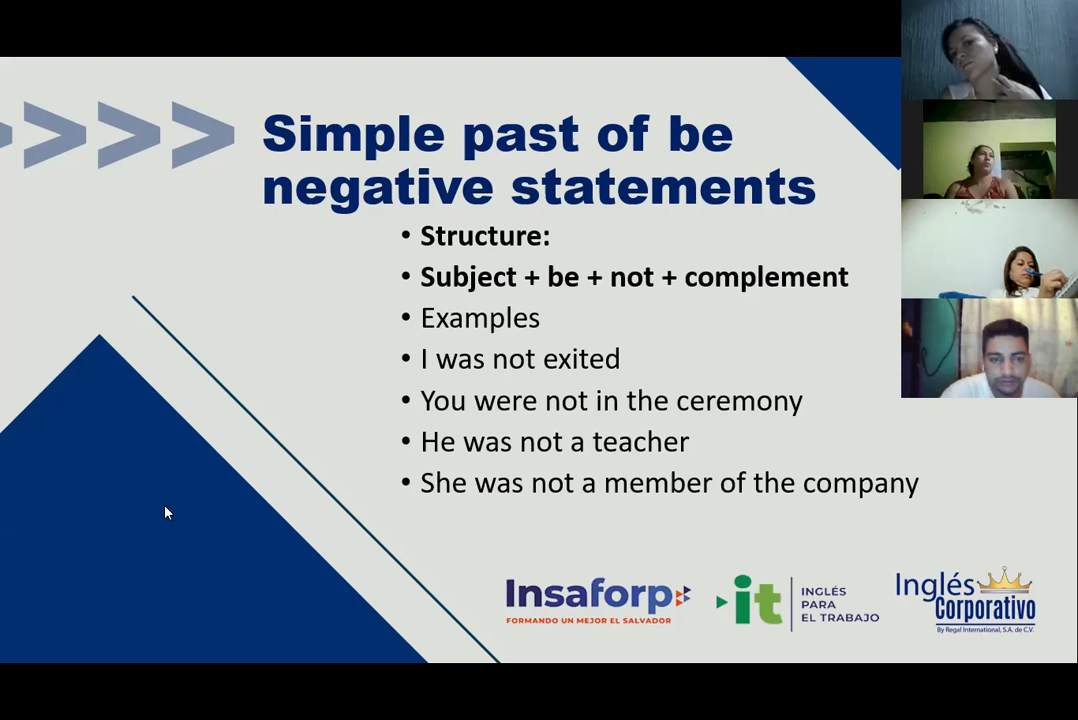 Simple past of be
negative statements
• Structure:
• Subject + be + not + complement
• Examples
• I was not exited
• You were not in the ceremony
• He was not a teacher
• She was not a member of the company
Insaforp
FORMANDO UN MEJOR EL SALVADOR
it
INGLÉS
PARA
EL TRABAJO
Inglés
Corporativo
By Regal International, S.A. de C.V.